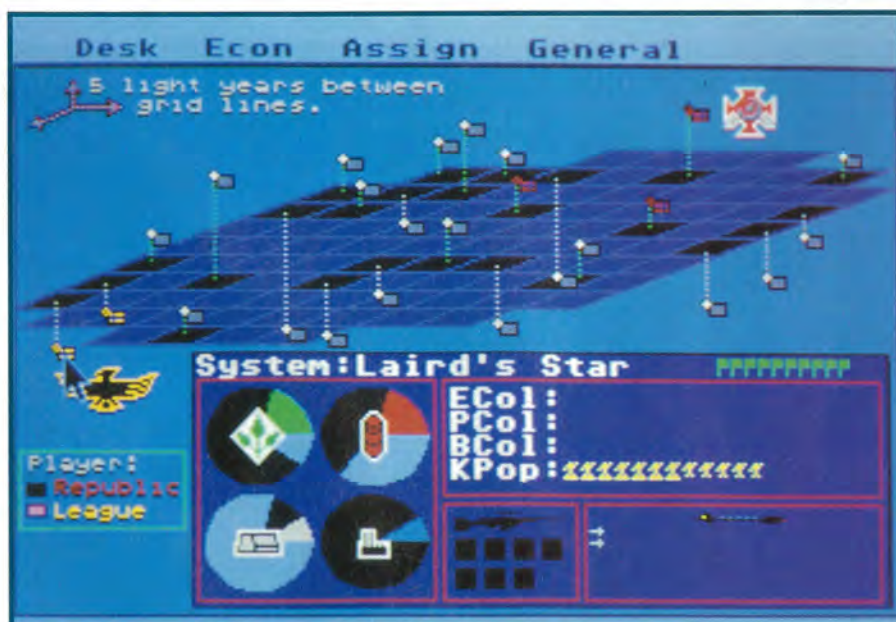 Desk Econ Assign General
5 light years between
grid lines.
System:Laird's Star
ECol:
PCol:
BCol:
KPop:
Player:
Republic
League